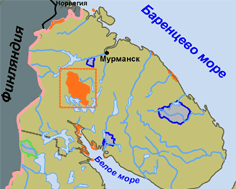 Норвегия
Финляндия
Баренцево море
Мурманск
Белое море